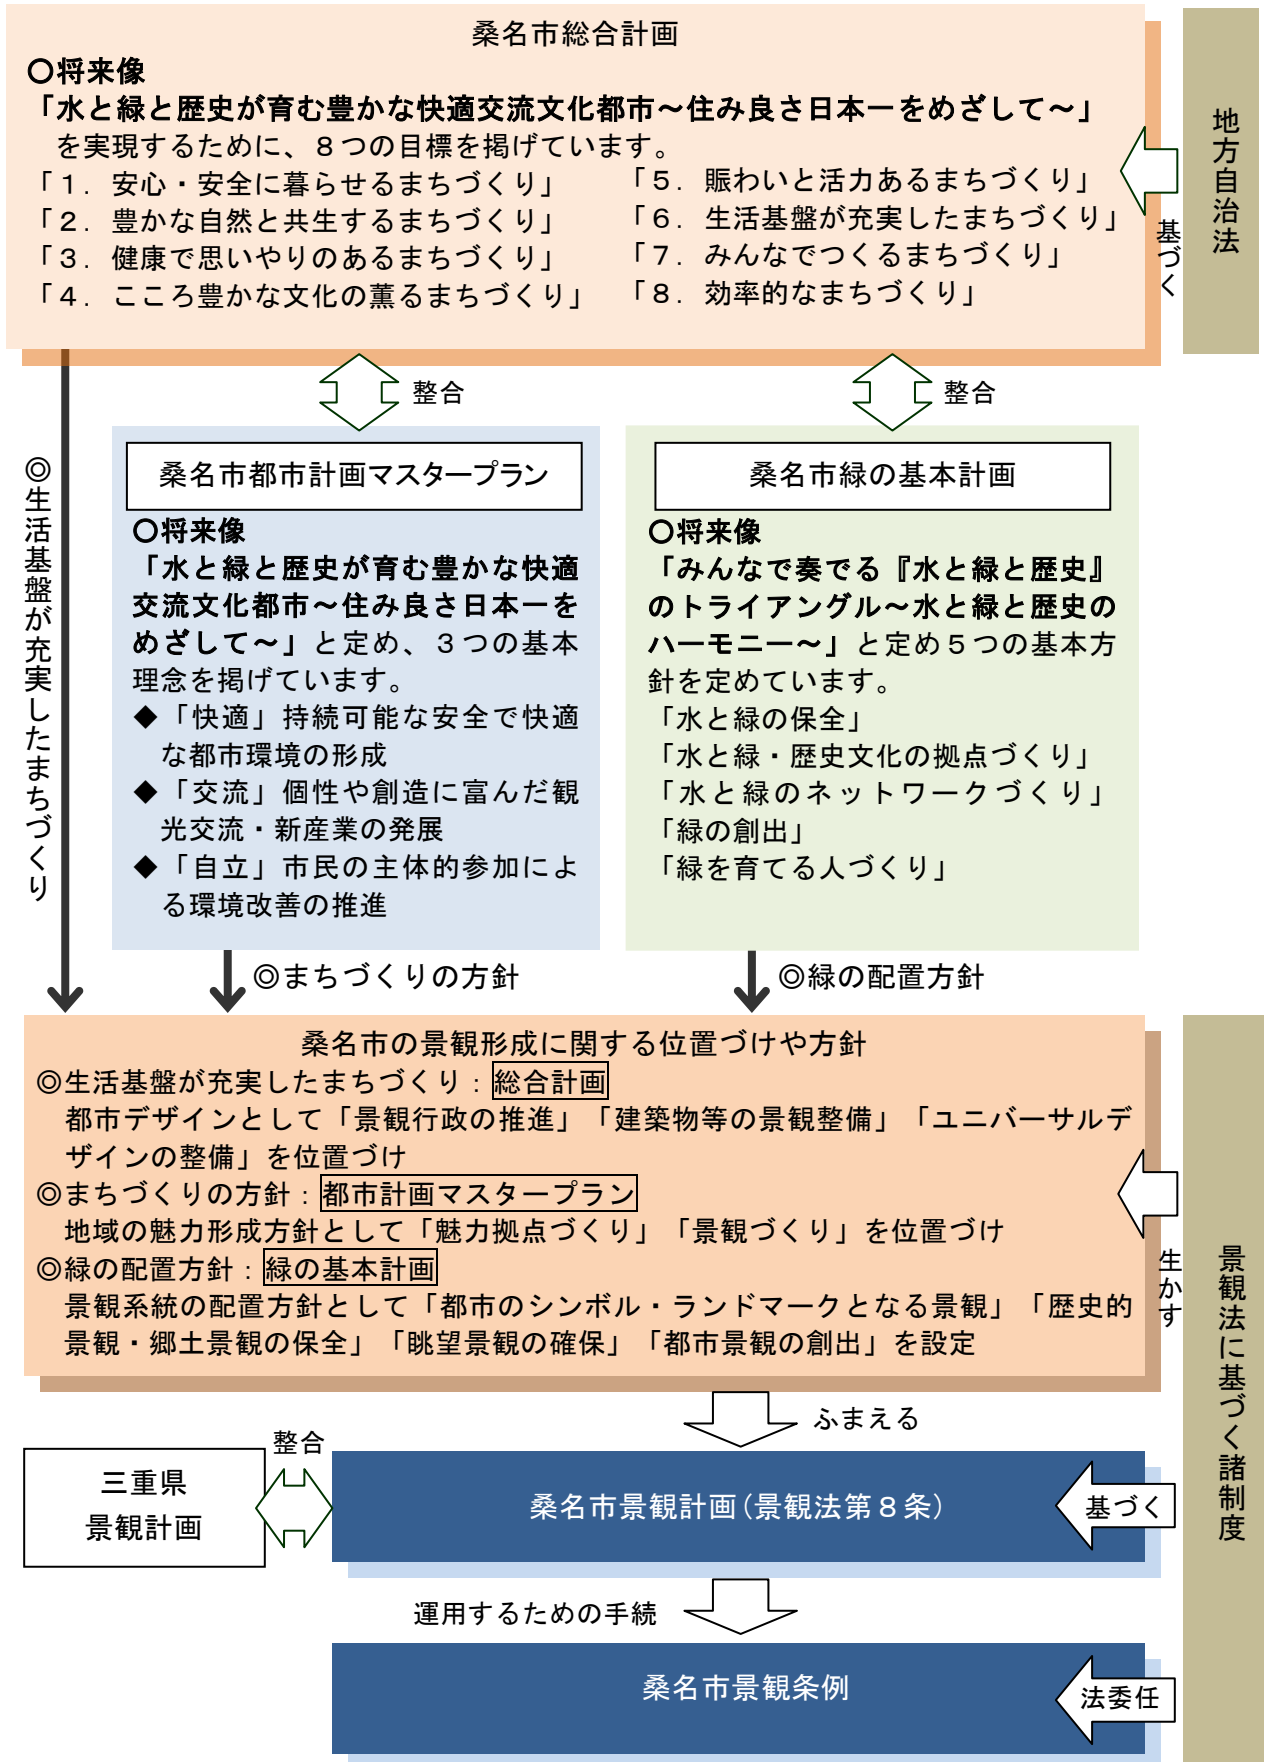 桑名市総合計画
○将来像
「水と緑と歴史が育む豊かな快適交流文化都市～住み良さ日本一をめざして～」
を実現するために、８つの目標を掲げています。
「１．安心・安全に暮らせるまちづくり」
「２．豊かな自然と共生するまちづくり」
「３．健康で思いやりのあるまちづくり」
「４．こころ豊かな文化の薫るまちづくり」
「５．賑わいと活力あるまちづくり」
「６．生活基盤が充実したまちづくり」
「７．みんなでつくるまちづくり」
「８．効率的なまちづくり」
基づく
地方自治法
整合
整合
◎生活基盤が充実したまちづくり
桑名市都市計画マスタープラン
○将来像
「水と緑と歴史が育む豊かな快適
交流文化都市～住み良さ日本一を
めざして～」と定め、３つの基本
理念を掲げています。
◆「快適」持続可能な安全で快適
な都市環境の形成
◆「交流」個性や創造に富んだ観
光交流・新産業の発展
◆「自立」市民の主体的参加によ
る環境改善の推進
桑名市緑の基本計画
○将来像
「みんなで奏でる『水と緑と歴史』
のトライアングル～水と緑と歴史の
ハーモニー～」と定め５つの基本方
針を定めています。
「水と緑の保全」
「水と緑・歴史文化の拠点づくり」
「水と緑のネットワークづくり」
「緑の創出」
「緑を育てる人づくり」
◎まちづくりの方針
◎緑の配置方針
桑名市の景観形成に関する位置づけや方針
◎生活基盤が充実したまちづくり：総合計画
都市デザインとして「景観行政の推進」「建築物等の景観整備」「ユニバーサルデ
ザインの整備」を位置づけ
◎まちづくりの方針：都市計画マスタープラン
地域の魅力形成方針として「魅力拠点づくり」「景観づくり」を位置づけ
◎緑の配置方針：緑の基本計画
景観系統の配置方針として「都市のシンボル・ランドマークとなる景観」「歴史的
景観・郷土景観の保全」「眺望景観の確保」「都市景観の創出」を設定
生かす
景観法に基づく諸制度
ふまえる
整合
三重県
景観計画
桑名市景観計画（景観法第８条）
基づく
運用するための手続
桑名市景観条例
法委任